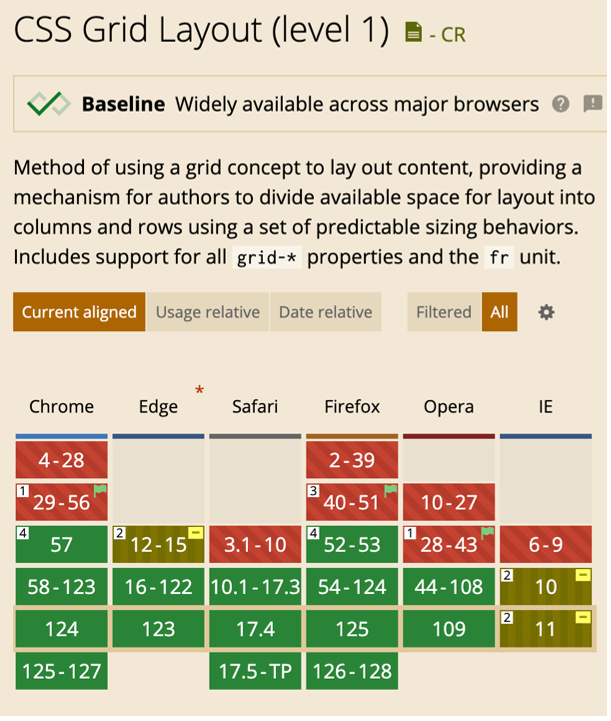 CSS Grid Layout (level 1) - CR
Baseline Widely available across major browsers ?
Method of using a grid concept to lay out content, providing a
mechanism for authors to divide available space for layout into
columns and rows using a set of predictable sizing behaviors.
Includes support for all grid-* properties and the fr unit.
Current aligned Usage relative Date relative Filtered All
Chrome Edge * Safari Firefox Opera IE
4-28 2-39
1 29-56 3 40-51 10-27
4 57 2 12-15 3.1-10 4 52-53 1 28-43 6-9
58-123 16-122 10.1-17.3 54-124 44-108 2 10
124 123 17.4 125 109 2 11
125-127 17.5-TP 126-128